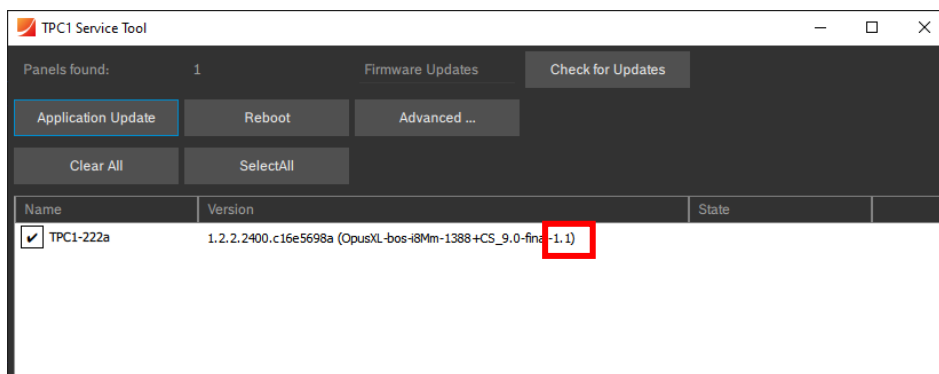 TPC1 Service Tool
Panels found: 1 Firmware Updates Check for Updates
Application Update Reboot Advanced ...
Clear All SelectAll
Name Version State
TPC1-222a 1.2.2.2400.c16e5698a (OpusXL-bos-i8Mm-1388+CS_9.0-final-1.1)